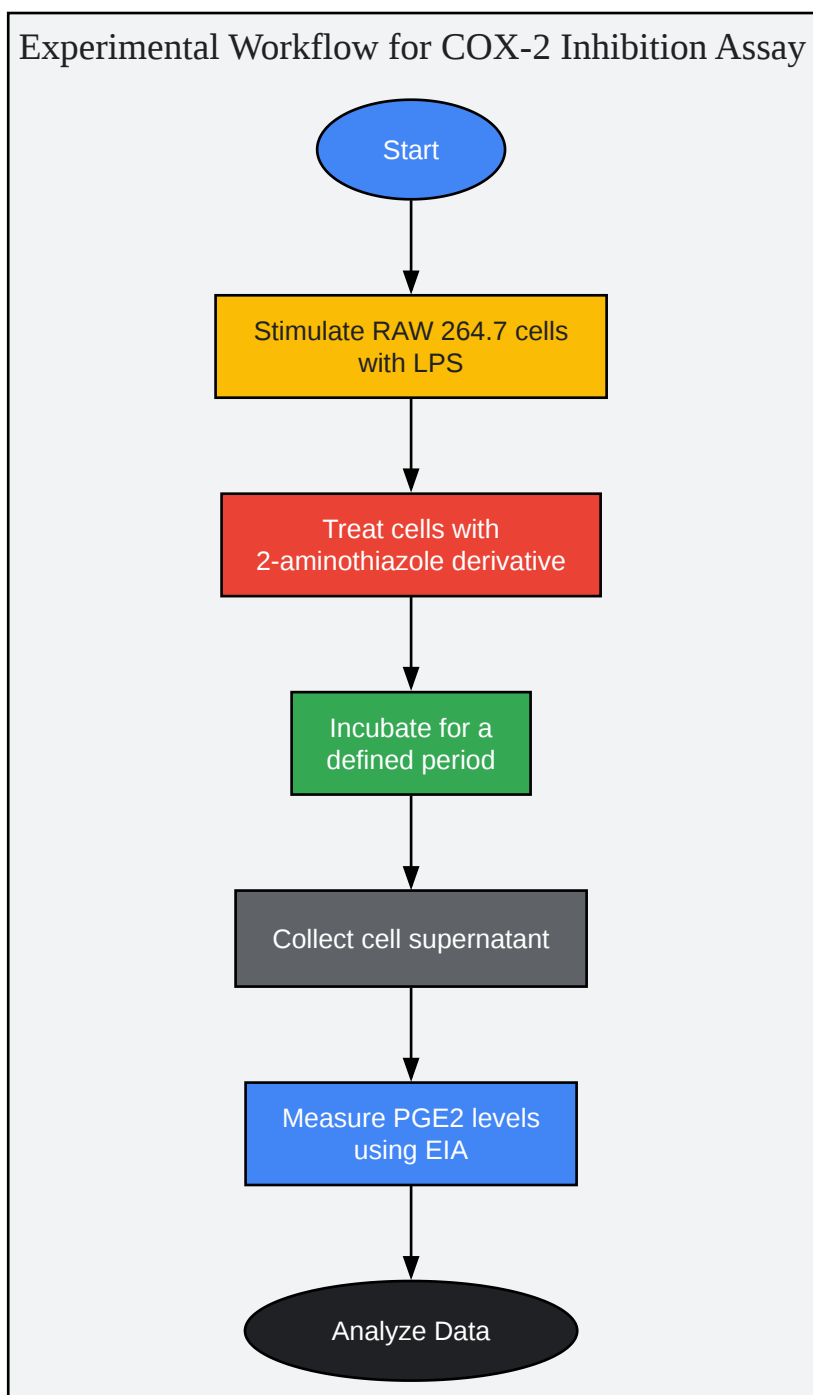 Experimental Workflow for COX-2 Inhibition Assay
Start
Stimulate RAW 264.7 cells
with LPS
Treat cells with
2-aminothiazole derivative
Incubate for a
defined period
Collect cell supernatant
Measure PGE2 levels
using EIA
Analyze Data